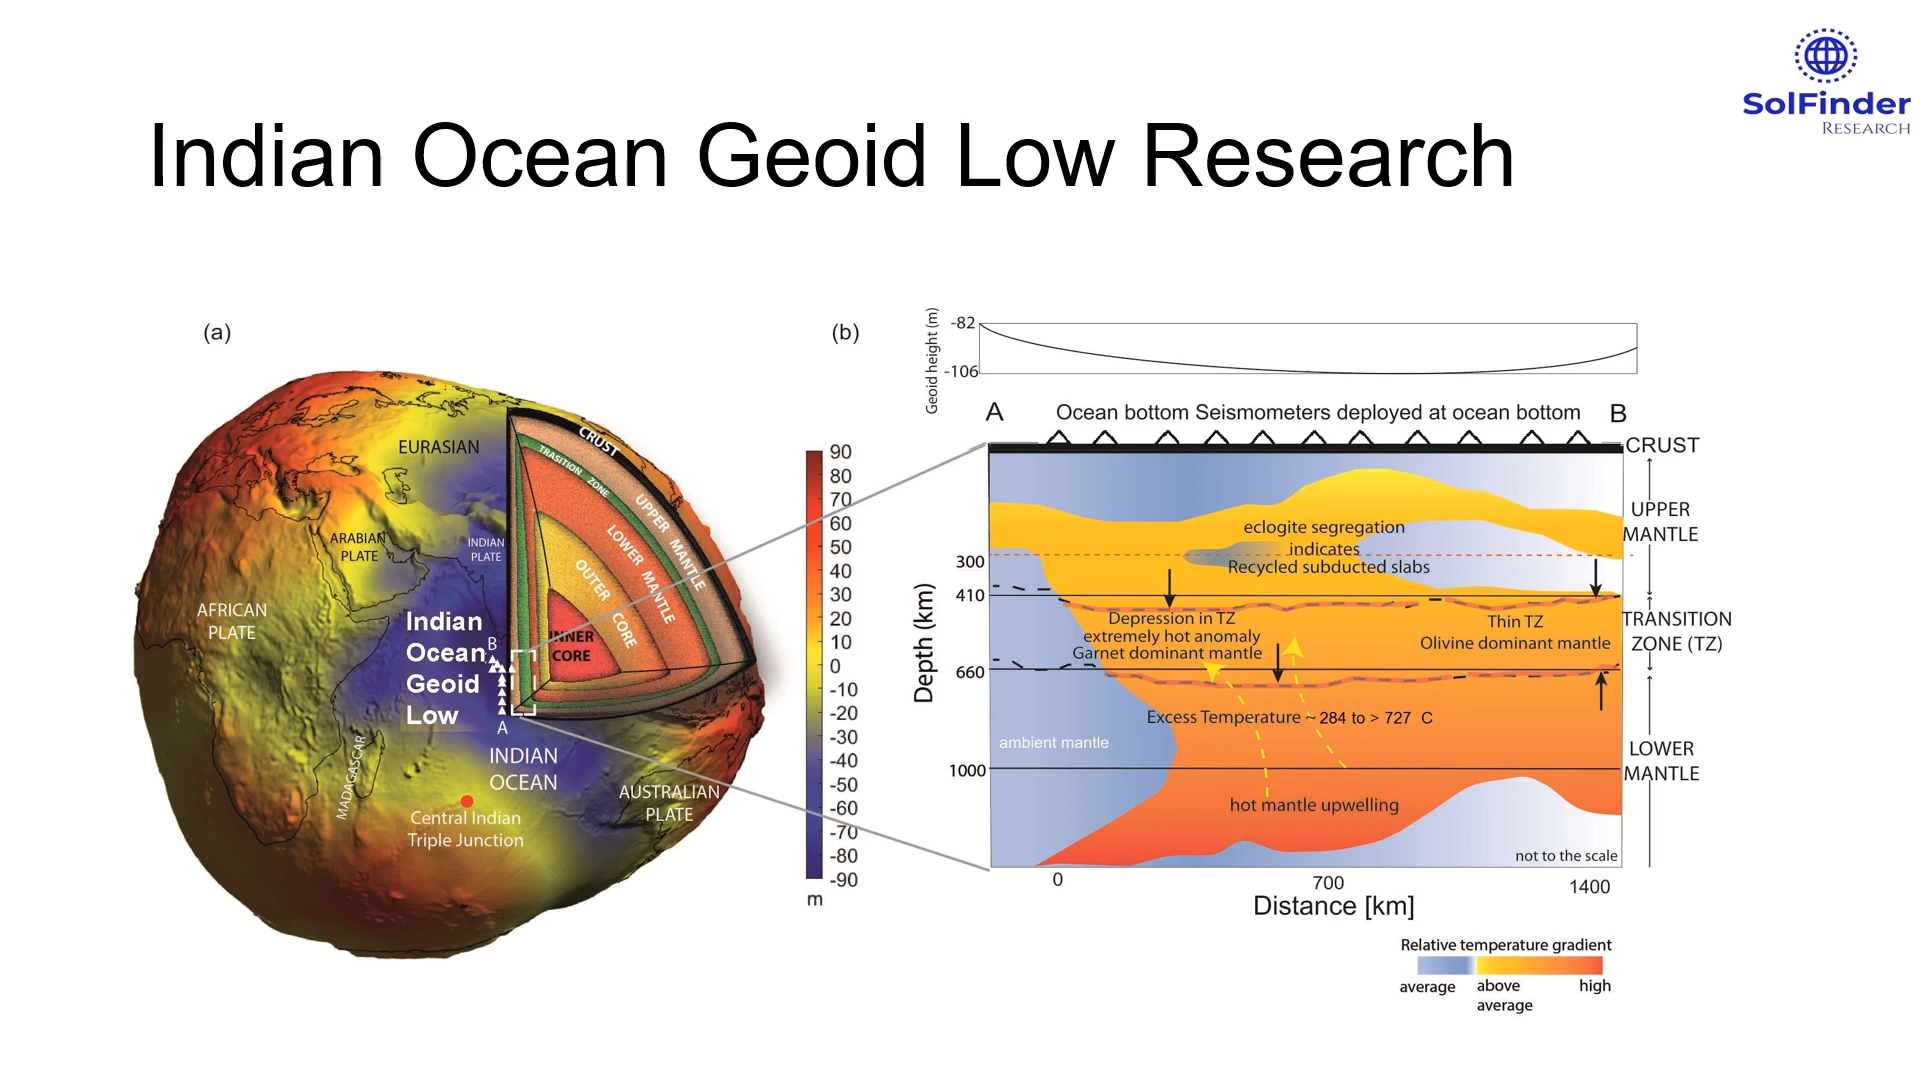 SolFinder
RESEARCH
Indian Ocean Geoid Low Research
(a)
EURASIAN
ARABIAN
PLATE
INDIAN
PLATE
AFRICAN
PLATE
Indian
Ocean
Geoid
Low
B
A
INDIAN
OCEAN
MADAGASCAR
AUSTRALIAN
PLATE
Central Indian
Triple Junction
CRUST
TRASITION ZONE
UPPER MANTLE
LOWER MANTLE
OUTER CORE
INNER
CORE
90
80
70
60
50
40
30
20
10
0
-10
-20
-30
-40
-50
-60
-70
-80
-90
m
(b)
Geoid height (m)
-82
-106
A
Ocean bottom Seismometers deployed at ocean bottom
B
CRUST
UPPER
MANTLE
TRANSITION
ZONE (TZ)
LOWER
MANTLE
Depth (km)
300
410
660
1000
eclogite segregation
indicates
Recycled subducted slabs
Depression in TZ
extremely hot anomaly
Garnet dominant mantle
Thin TZ
Olivine dominant mantle
Excess Temperature ~ 284 to > 727 C
ambient mantle
hot mantle upwelling
not to the scale
0
700
1400
Distance [km]
Relative temperature gradient
average
above
average
high